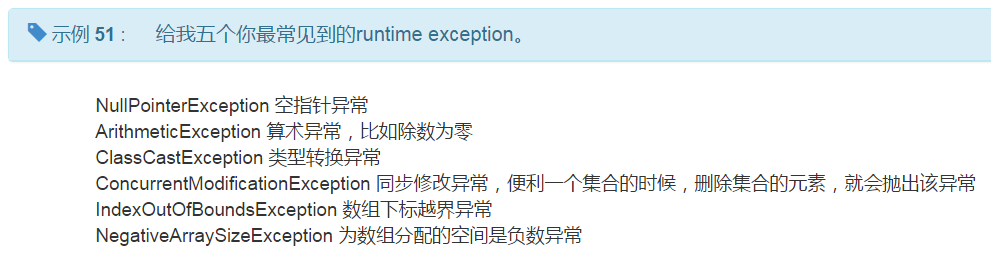 示例 51： 给我五个你最常见到的runtime exception。
NullPointerException 空指针异常
ArithmeticException 算术异常，比如除数为零
ClassCastException 类型转换异常
ConcurrentModificationException 同步修改异常，便利一个集合的时候，删除集合的元素，就会抛出该异常
IndexOutOfBoundsException 数组下标越界异常
NegativeArraySizeException 为数组分配的空间是负数异常